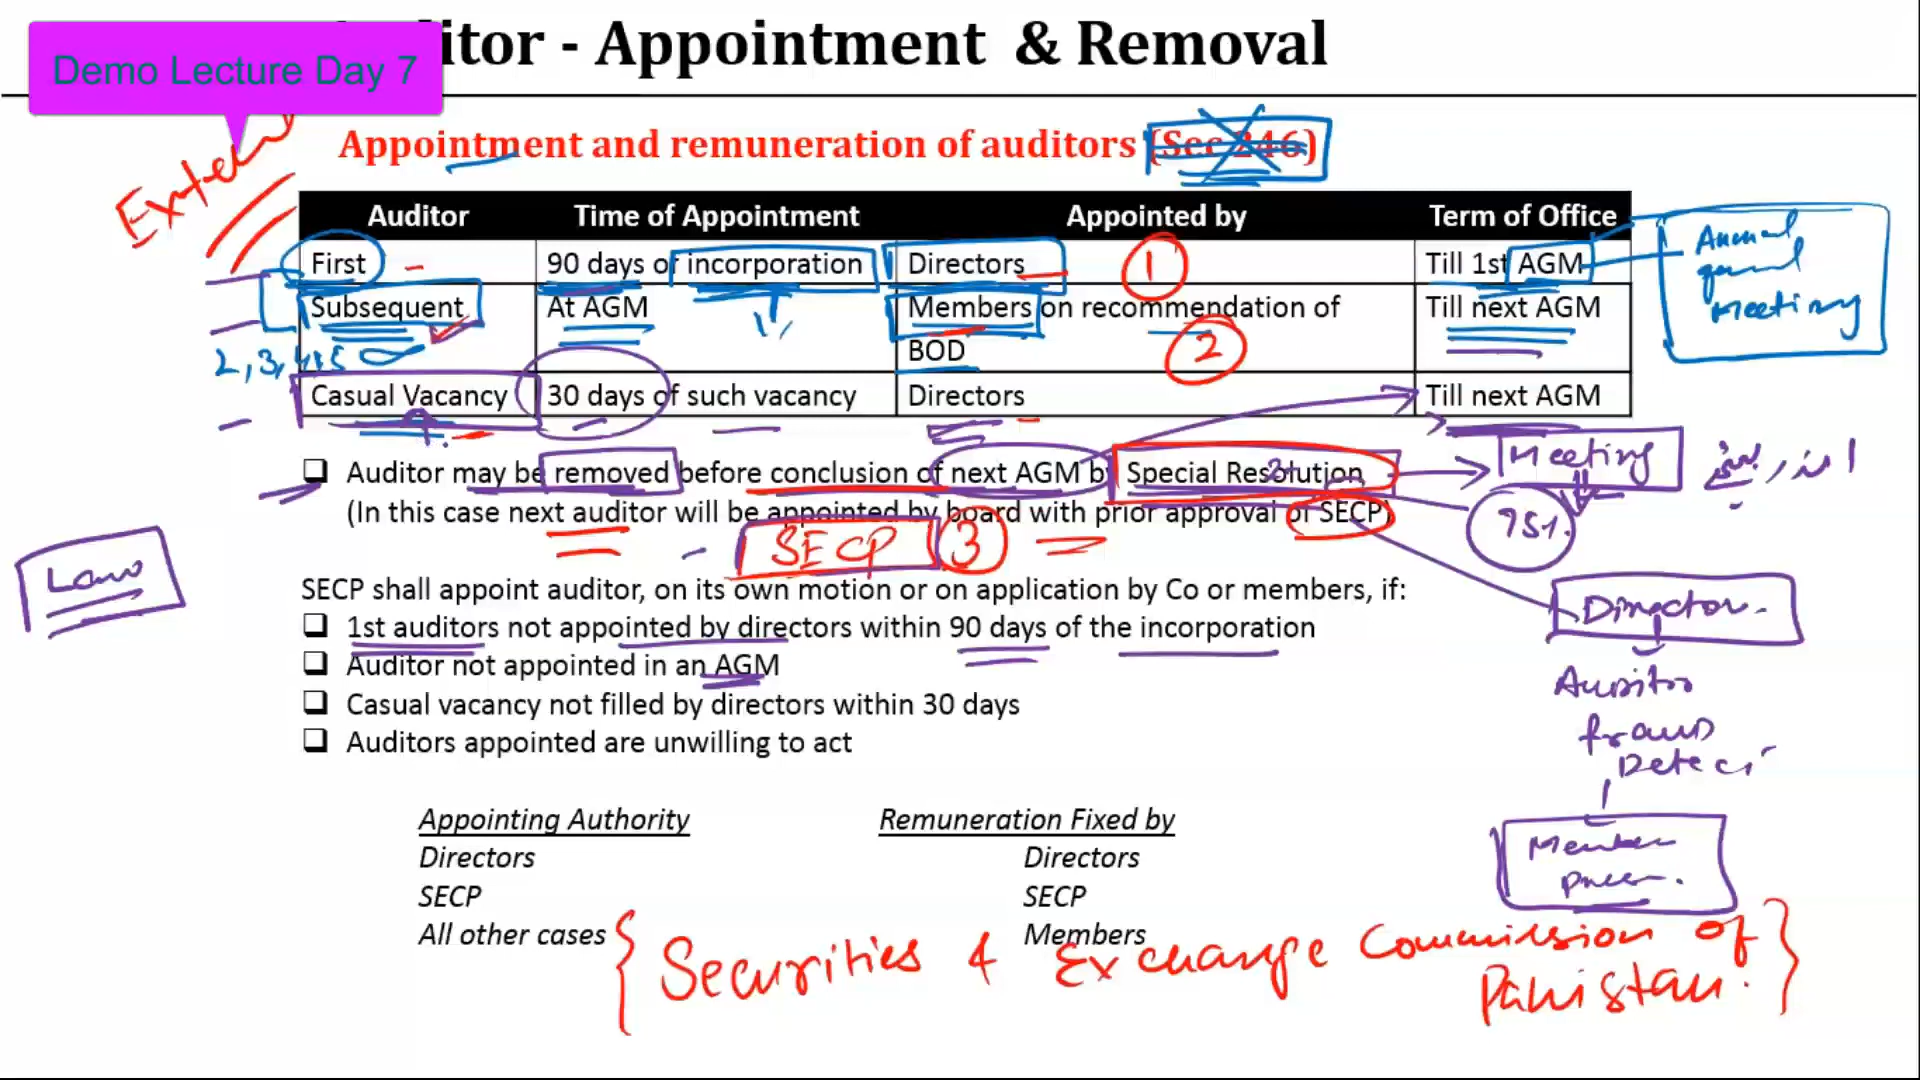 Auditor - Appointment & Removal
Demo Lecture Day 7
Appointment and remuneration of auditors (Sec 246)
Auditor Time of Appointment Appointed by Term of Office
First 90 days of incorporation Directors 1 Till 1st AGM
Annual
Meeting
Subsequent At AGM Members on recommendation of Till next AGM
2, 3, 4, 5 ∞ BOD 2
Casual Vacancy 30 days of such vacancy Directors Till next AGM
Meeting
Auditor may be removed before conclusion of next AGM by Special Resolution
(In this case next auditor will be appointed by board with prior approval of SECP)
75%
SECP 3
Law
SECP shall appoint auditor, on its own motion or on application by Co or members, if:
Director
1st auditors not appointed by directors within 90 days of the incorporation
Auditor not appointed in an AGM
Casual vacancy not filled by directors within 30 days
Auditors appointed are unwilling to act
Fraud
Appointing Authority Remuneration Fixed by
Directors Directors
SECP SECP
All other cases Members
Member
{Securities & Exchange Commission of
Pakistan.}